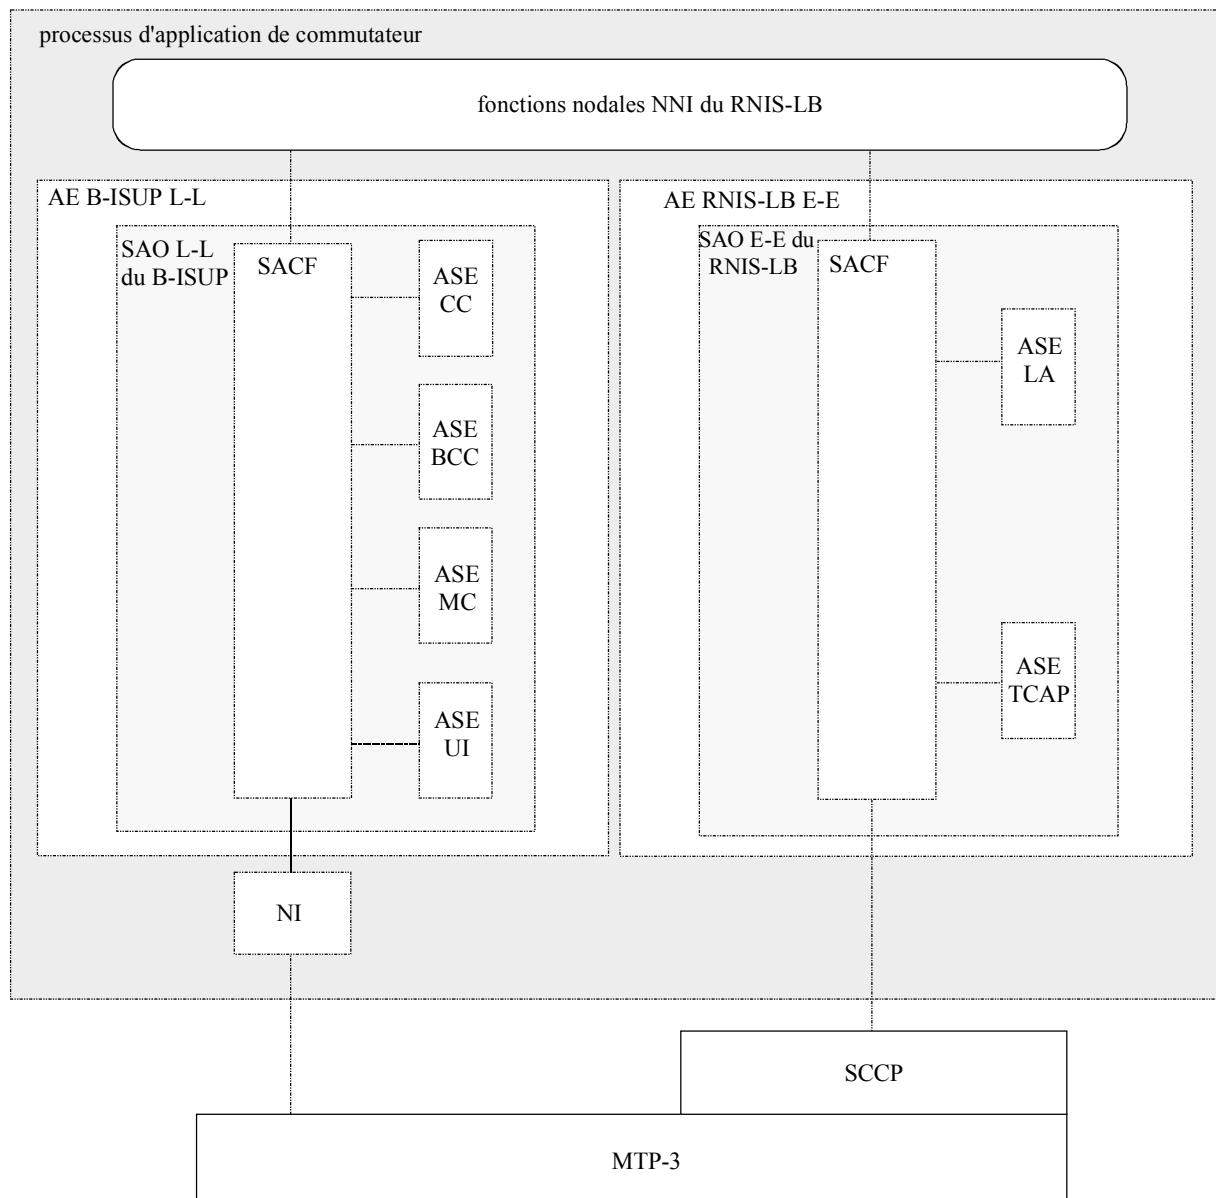 processus d'application de commutateur
fonctions nodales NNI du RNIS-LB
AE B-ISUP L-L
SAO L-L
du B-ISUP
SACF
ASE
CC
ASE
BCC
ASE
MC
ASE
UI
NI
AE RNIS-LB E-E
SAO E-E du
RNIS-LB
SACF
ASE
LA
ASE
TCAP
SCCP
MTP-3